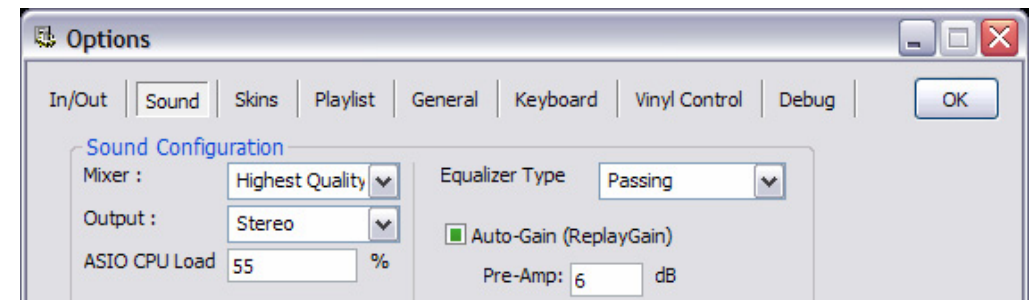 Options
In/Out Sound Skins Playlist General Keyboard Vinyl Control Debug OK
Sound Configuration
Mixer : Highest Quality
Output : Stereo
ASIO CPU Load 55 %
Equalizer Type Passing
Auto-Gain (ReplayGain)
Pre-Amp: 6 dB